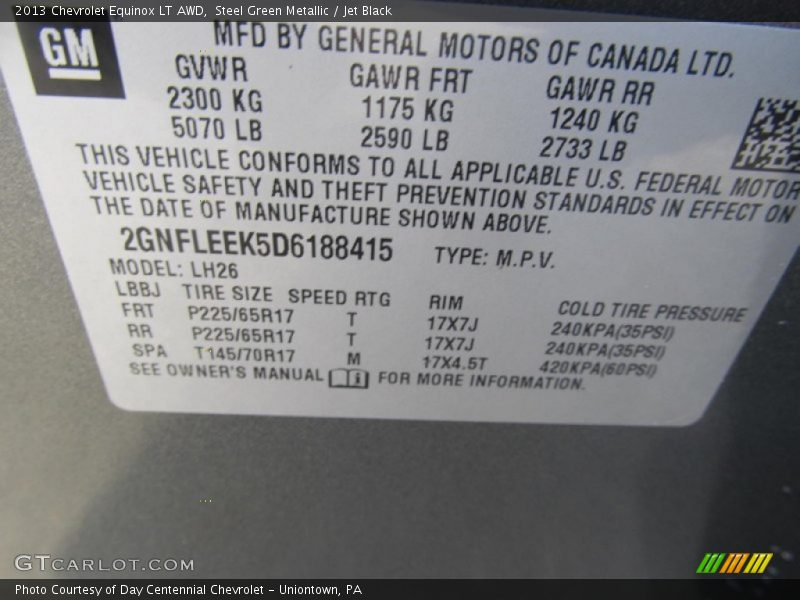 2013 Chevrolet Equinox LT AWD, Steel Green Metallic / Jet Black
GM
MFD BY GENERAL MOTORS OF CANADA LTD.
GVWR GAWR FRT GAWR RR
2300 KG 1175 KG 1240 KG
5070 LB 2590 LB 2733 LB
THIS VEHICLE CONFORMS TO ALL APPLICABLE U.S. FEDERAL MOTOR
VEHICLE SAFETY AND THEFT PREVENTION STANDARDS IN EFFECT ON
THE DATE OF MANUFACTURE SHOWN ABOVE.
2GNFLEEK5D6188415 TYPE: M.P.V.
MODEL: LH26
LBBJ TIRE SIZE SPEED RTG RIM COLD TIRE PRESSURE
FRT P225/65R17 T 17X7J 240KPA(35PSI)
RR P225/65R17 T 17X7J 240KPA(35PSI)
SPA T145/70R17 M 17X4.5T 420KPA(60PSI)
SEE OWNER'S MANUAL FOR MORE INFORMATION.
GTCARLOT.COM
Photo Courtesy of Day Centennial Chevrolet - Uniontown, PA